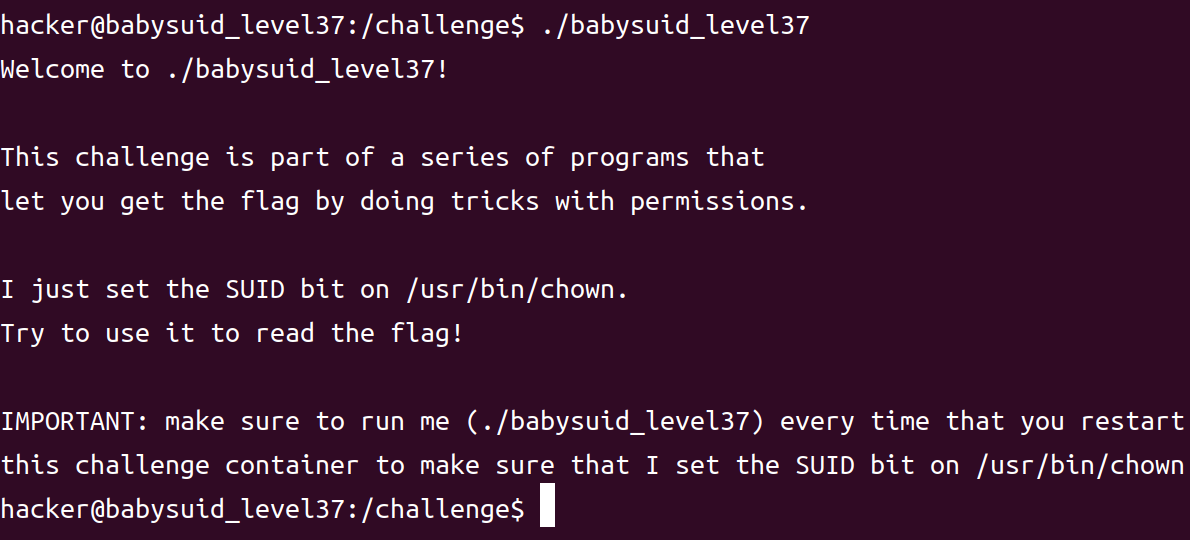 hacker@babysuid_level37:/challenge$ ./babysuid_level37
Welcome to ./babysuid_level37!
This challenge is part of a series of programs that
let you get the flag by doing tricks with permissions.
I just set the SUID bit on /usr/bin/chown.
Try to use it to read the flag!
IMPORTANT: make sure to run me (./babysuid_level37) every time that you restart
this challenge container to make sure that I set the SUID bit on /usr/bin/chown
hacker@babysuid_level37:/challenge$